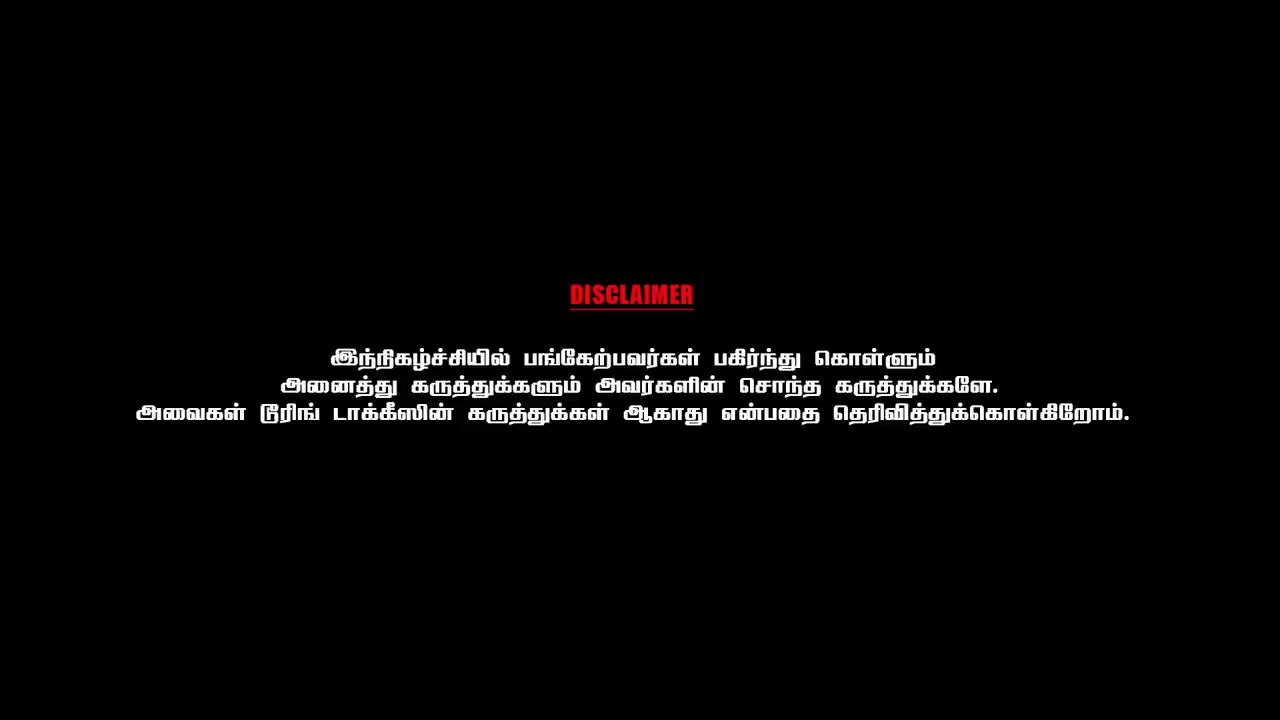 DISCLAIMER
இந்நிகழ்ச்சியில் பங்கேற்பவர்கள் பகிர்ந்து கொள்ளும்
அனைத்து கருத்துக்களும் அவர்களின் சொந்த கருத்துக்களே.
அவைகள் டூரிங் டாக்கீஸின் கருத்துக்கள் ஆகாது என்பதை தெரிவித்துக்கொள்கிறோம்.